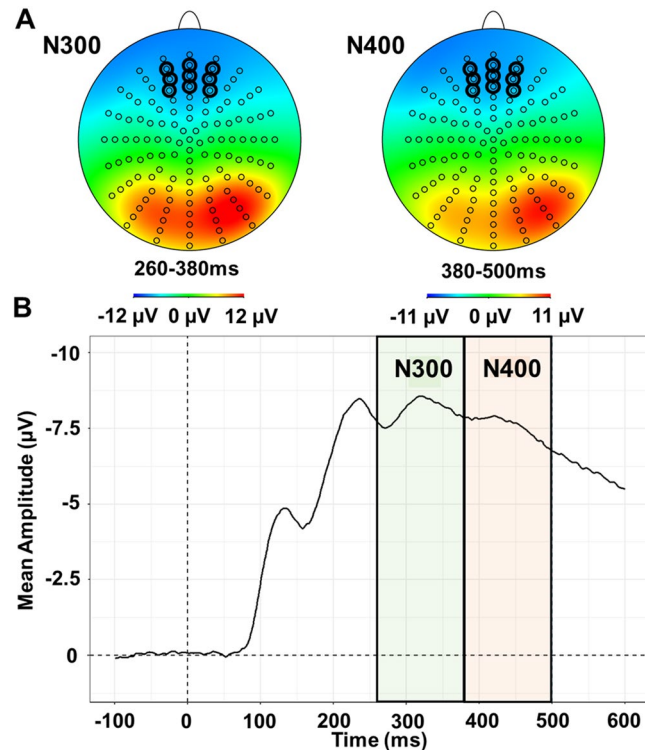 A
N300
N400
260-380ms
380-500ms
-12 µV 0 µV 12 µV
-11 µV 0 µV 11 µV
B
N300
N400
Mean Amplitude (µV)
-10
-7.5
-5
-2.5
0
-100 0 100 200 300 400 500 600
Time (ms)